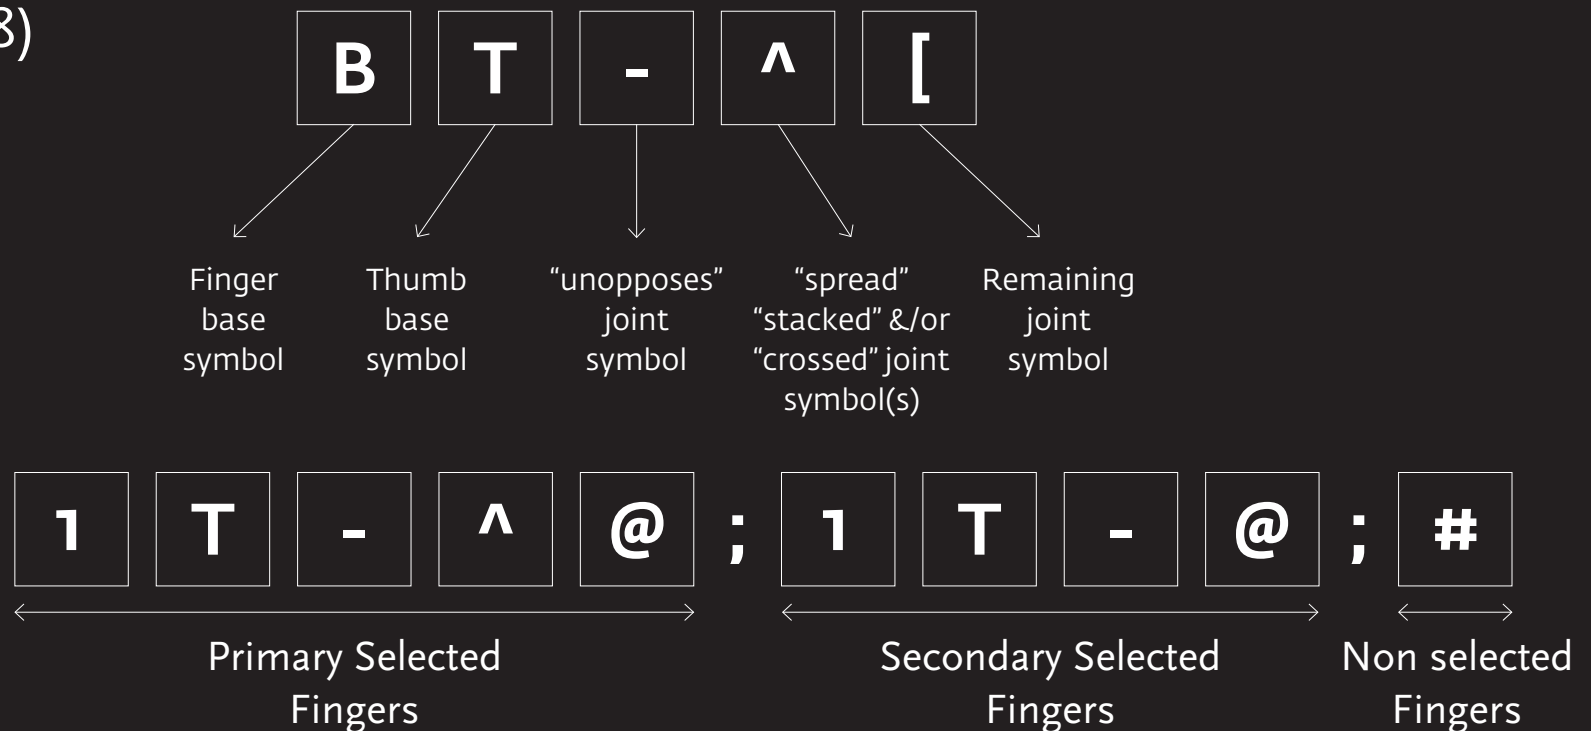 8)
B T - ^ [
Finger base symbol
Thumb base symbol
“unopposes” joint symbol
“spread” “stacked” &/or “crossed” joint symbol(s)
Remaining joint symbol
1 T - ^ @ ; 1 T - @ ; #
Primary Selected Fingers
Secondary Selected Fingers
Non selected Fingers